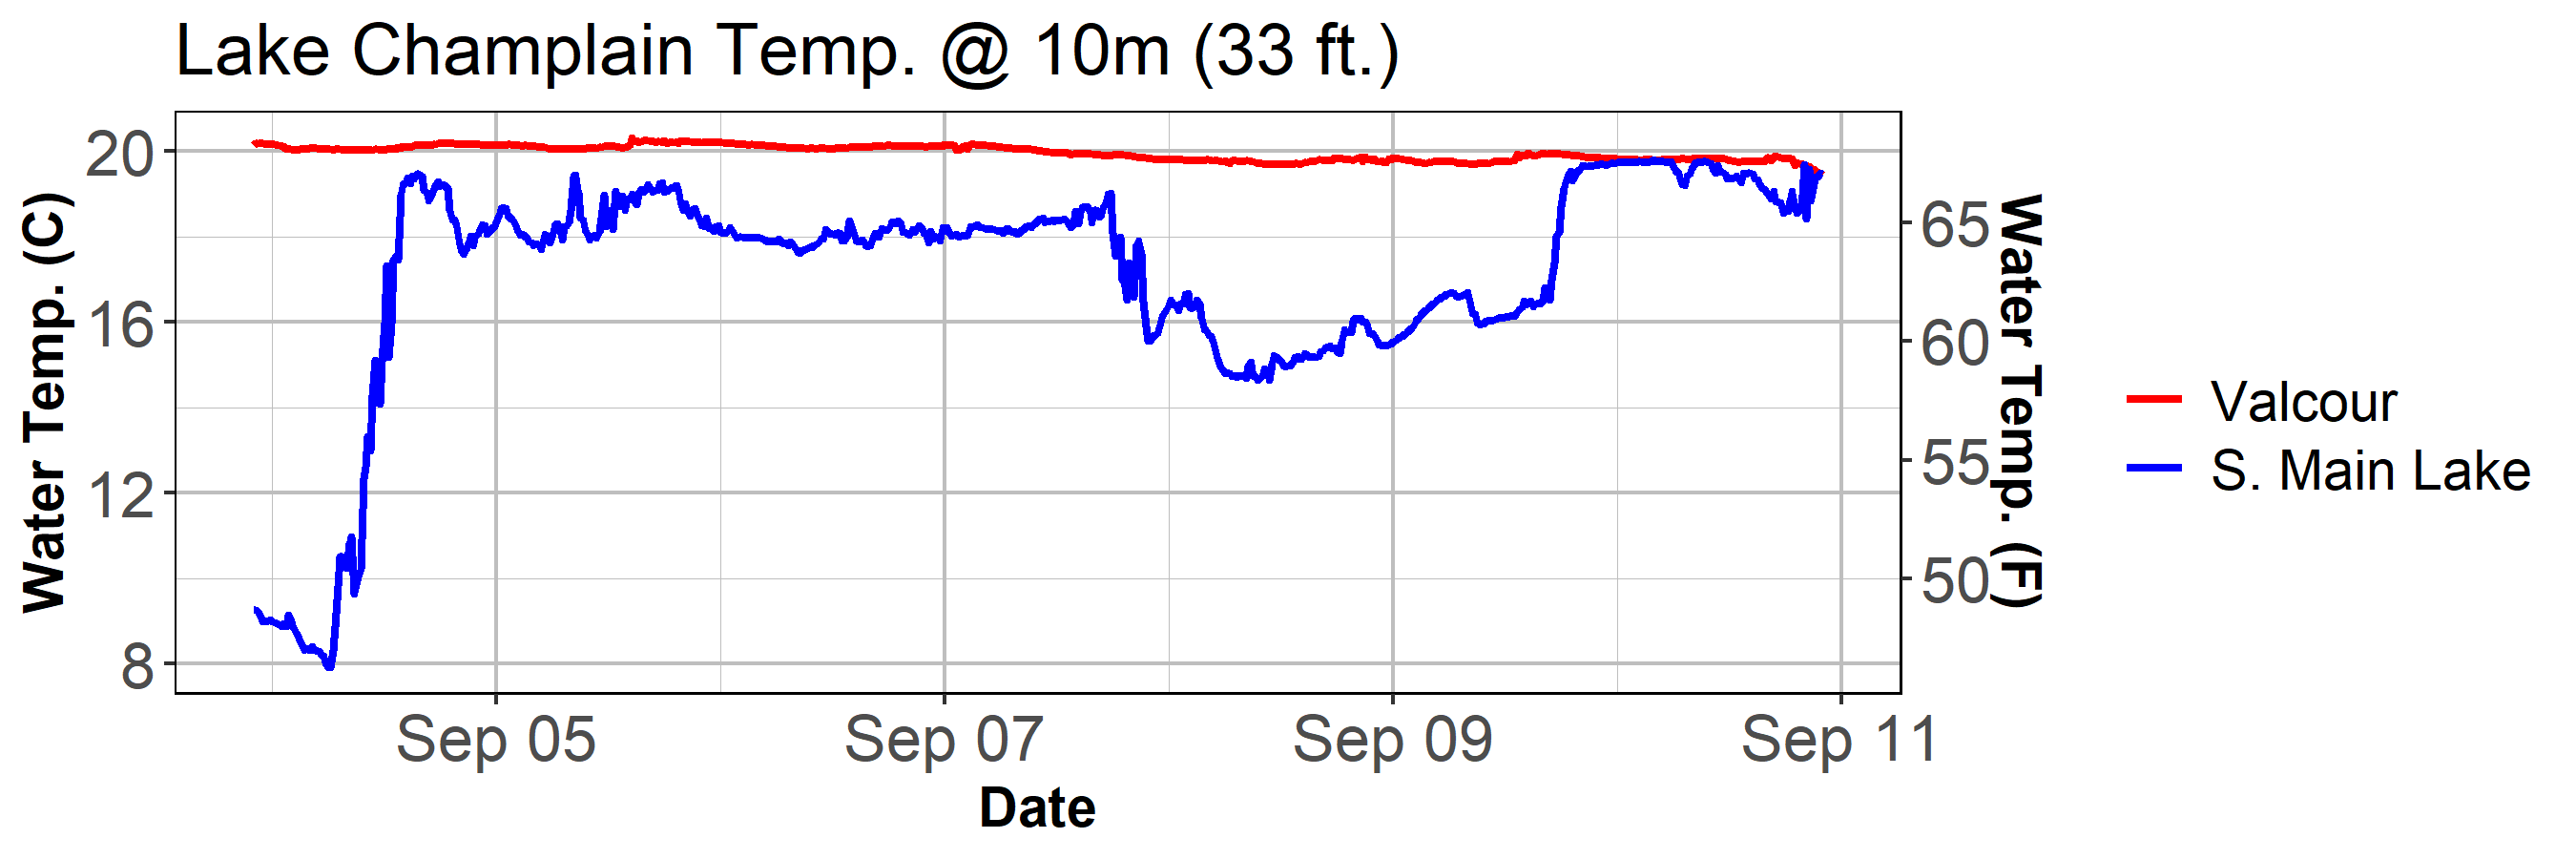 Lake Champlain Temp. @ 10m (33 ft.)
Water Temp. (C)
20
16
12
8
65
60
55
50
Water Temp. (F)
Sep 05
Sep 07
Sep 09
Sep 11
Date
Valcour
S. Main Lake